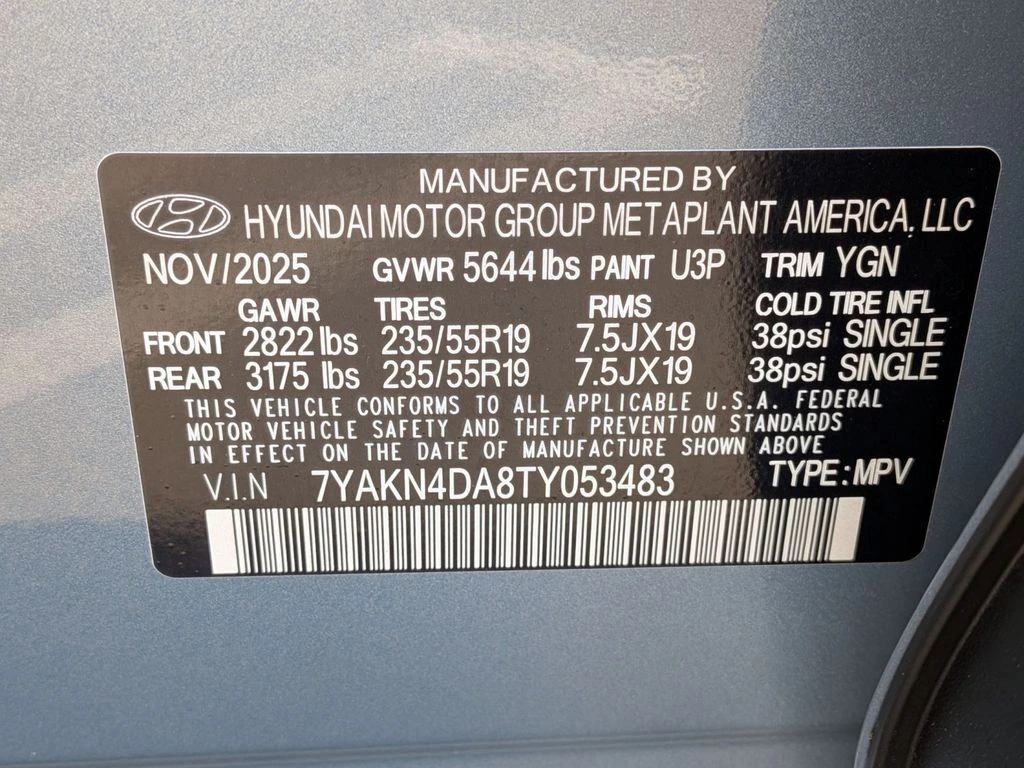 MANUFACTURED BY
HYUNDAI MOTOR GROUP METAPLANT AMERICA, LLC
NOV/2025 GVWR 5644 lbs PAINT U3P TRIM YGN
GAWR TIRES RIMS COLD TIRE INFL
FRONT 2822 lbs 235/55R19 7.5JX19 38psi SINGLE
REAR 3175 lbs 235/55R19 7.5JX19 38psi SINGLE
THIS VEHICLE CONFORMS TO ALL APPLICABLE U.S.A. FEDERAL
MOTOR VEHICLE SAFETY AND THEFT PREVENTION STANDARDS
IN EFFECT ON THE DATE OF MANUFACTURE SHOWN ABOVE
V.I.N 7YAKN4DA8TY053483 TYPE: MPV